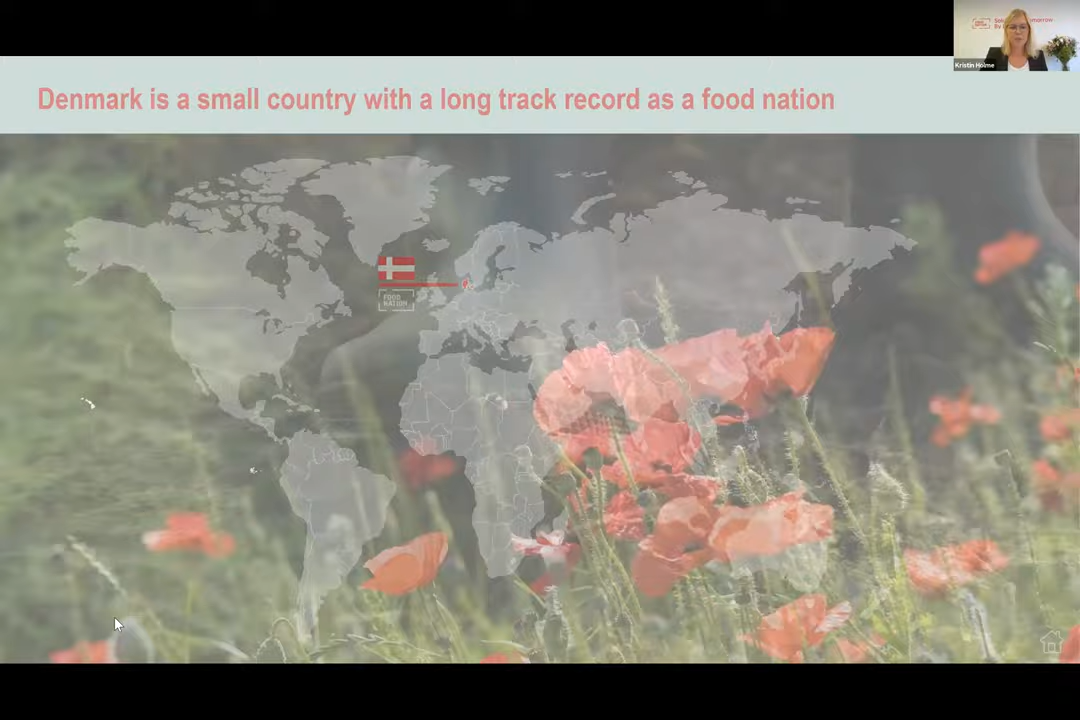 Kristin Holme
Denmark is a small country with a long track record as a food nation
FOOD
NATION